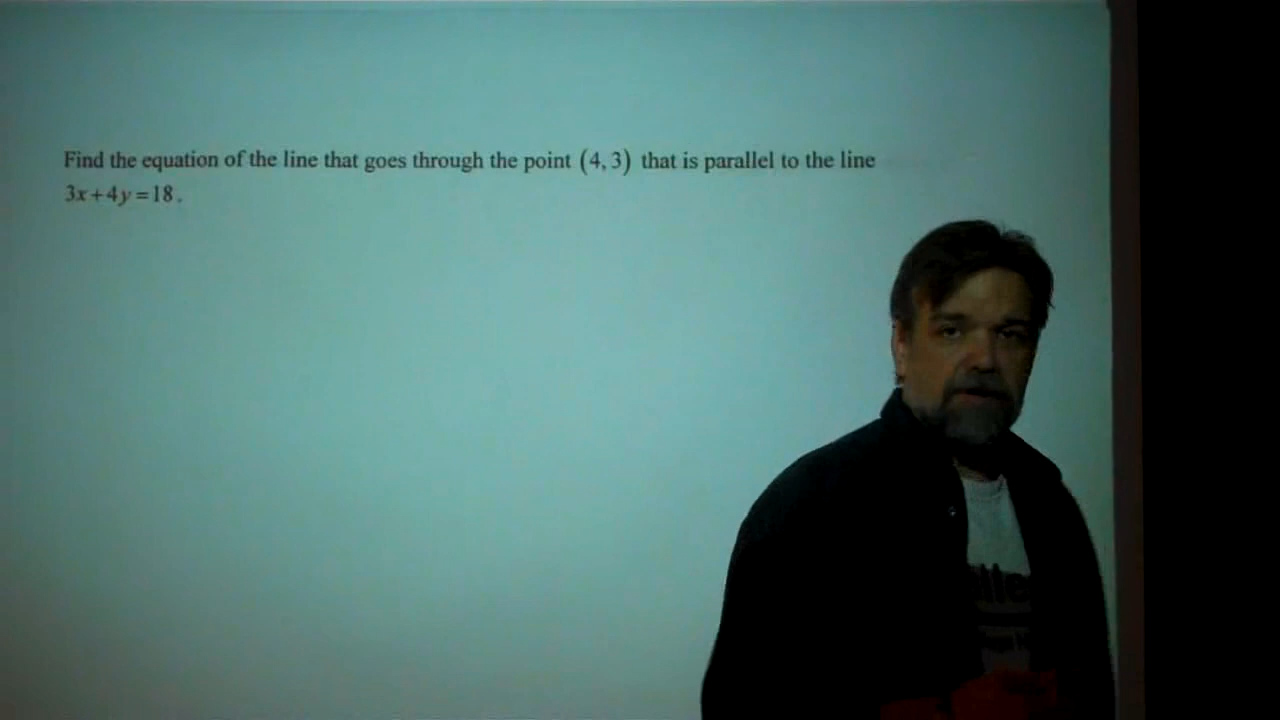 Find the equation of the line that goes through the point (4, 3) that is parallel to the line
3x+4y=18.